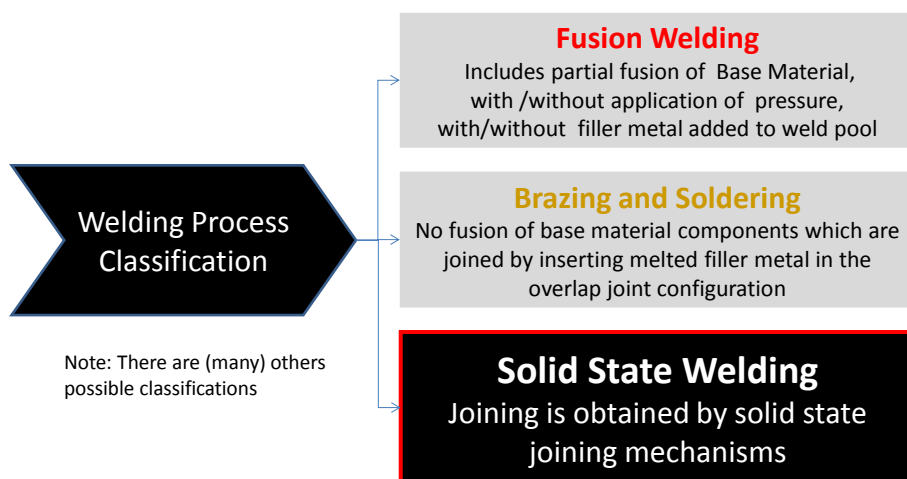 Fusion Welding
Includes partial fusion of Base Material,
with /without application of pressure,
with/without filler metal added to weld pool
Welding Process
Classification
Brazing and Soldering
No fusion of base material components which are
joined by inserting melted filler metal in the
overlap joint configuration
Note: There are (many) others
possible classifications
Solid State Welding
Joining is obtained by solid state
joining mechanisms